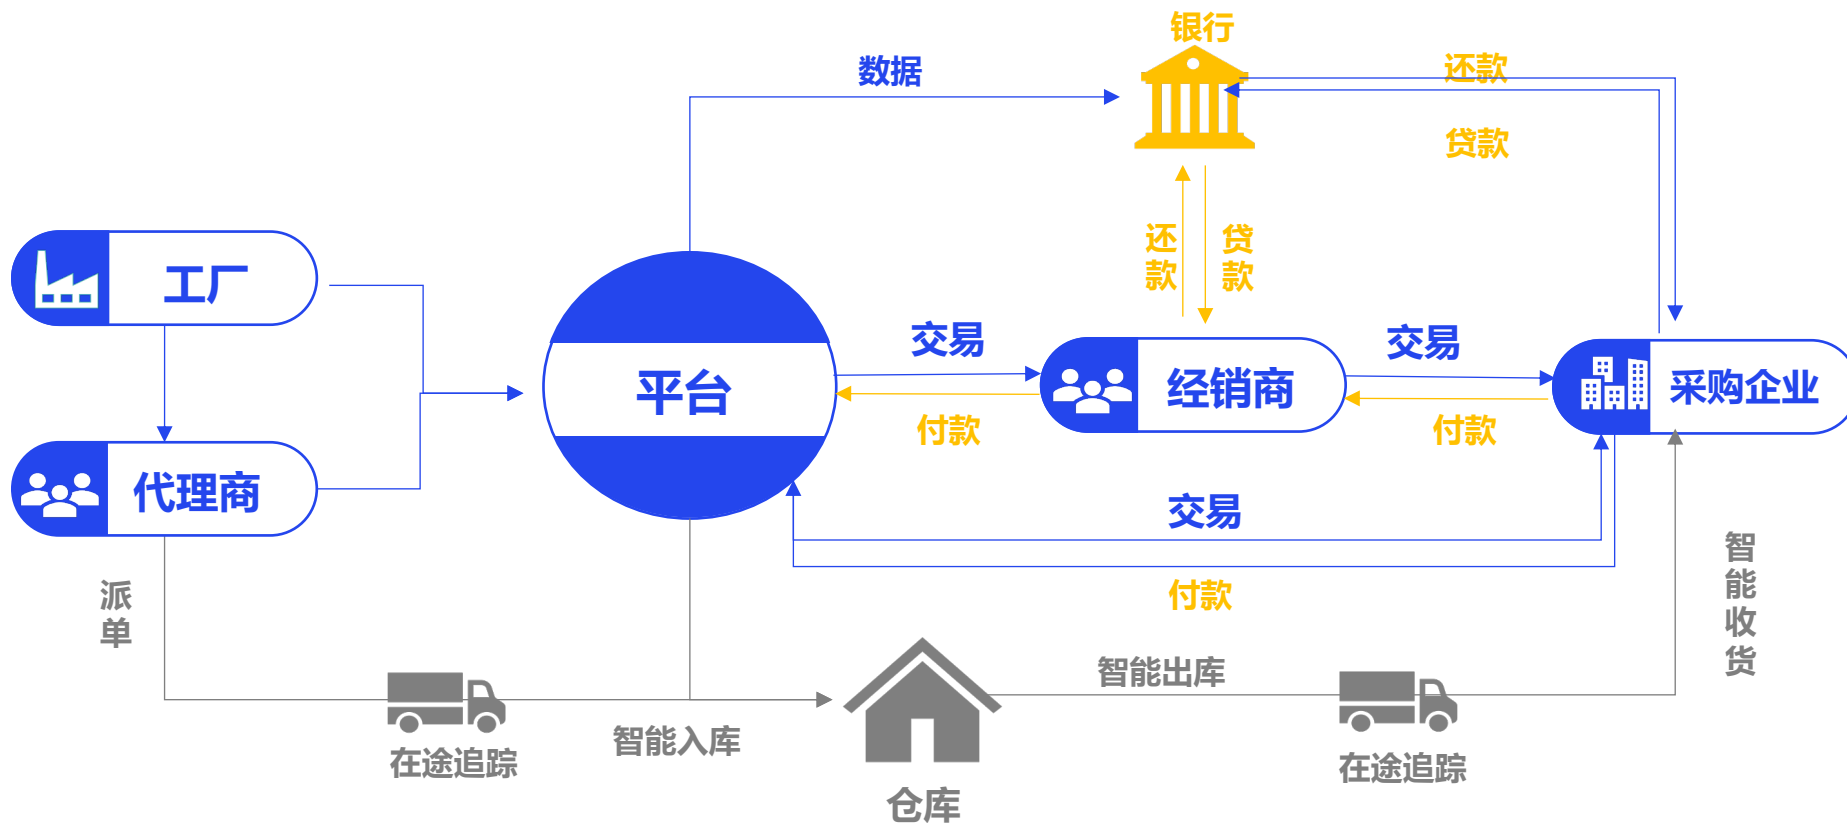 银行
数据
还款
贷款
还款
贷款
工厂
交易
交易
平台
经销商
采购企业
付款
付款
代理商
交易
付款
派单
智能收货
智能出库
智能入库
在途追踪
在途追踪
仓库